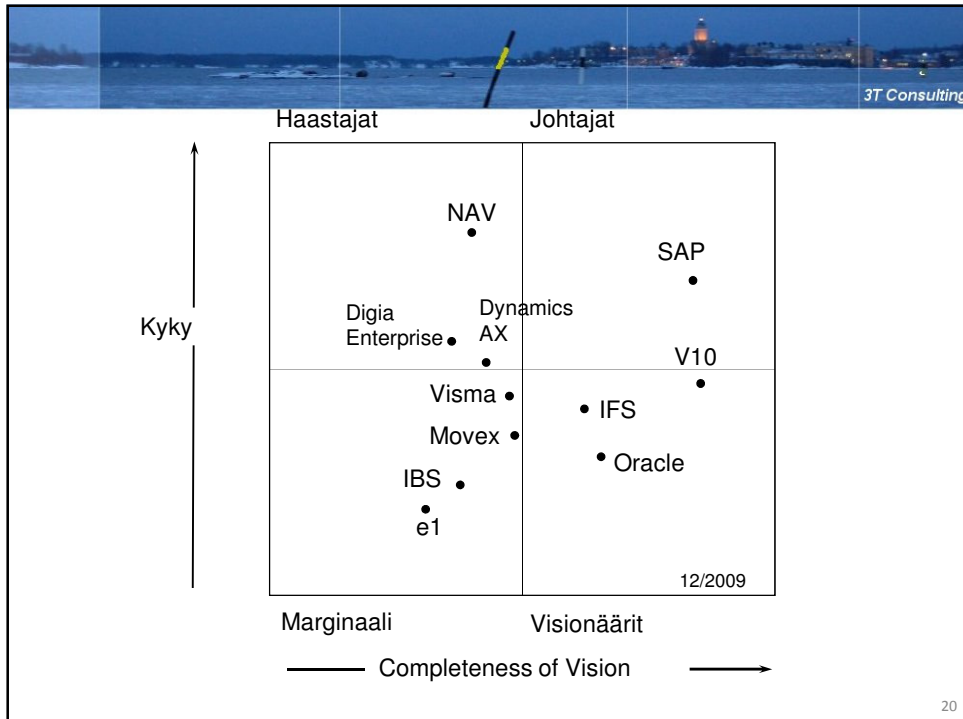 3T Consulting
Haastajat
Johtajat
NAV
SAP
Digia
Enterprise
Dynamics
AX
Kyky
V10
Visma
IFS
Movex
Oracle
IBS
e1
12/2009
Marginaali
Visionäärit
Completeness of Vision
20